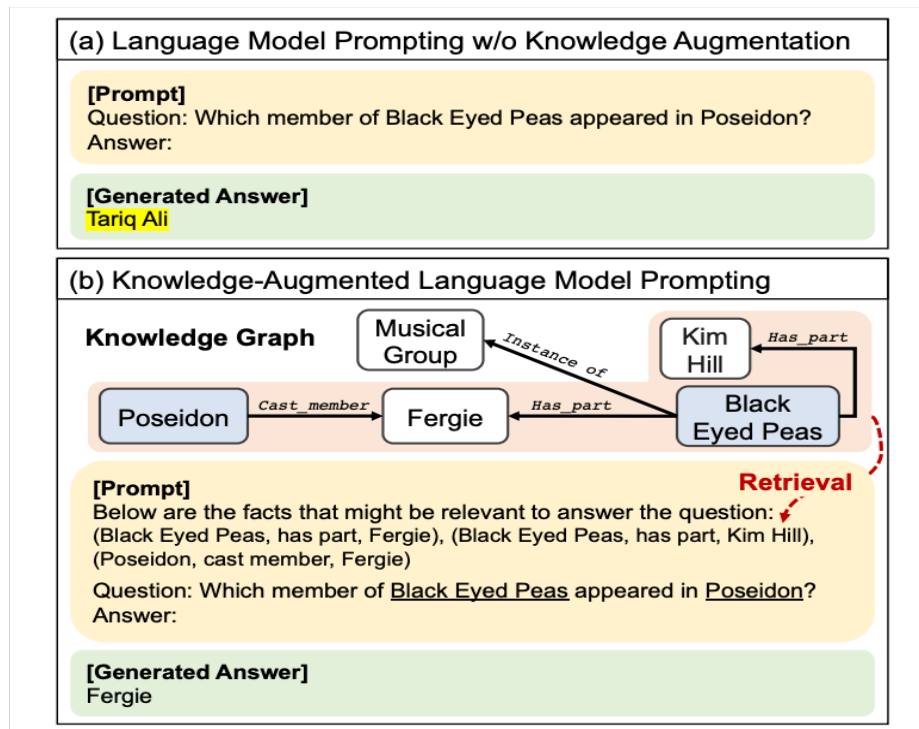 (a) Language Model Prompting w/o Knowledge Augmentation
[Prompt]
Question: Which member of Black Eyed Peas appeared in Poseidon?
Answer:
[Generated Answer]
Tariq Ali
(b) Knowledge-Augmented Language Model Prompting
Knowledge Graph
Musical
Group
Instance of
Kim
Hill
Has_part
Poseidon
Cast_member
Fergie
Has_part
Black
Eyed Peas
Retrieval
[Prompt]
Below are the facts that might be relevant to answer the question:
(Black Eyed Peas, has part, Fergie), (Black Eyed Peas, has part, Kim Hill),
(Poseidon, cast member, Fergie)
Question: Which member of Black Eyed Peas appeared in Poseidon?
Answer:
[Generated Answer]
Fergie